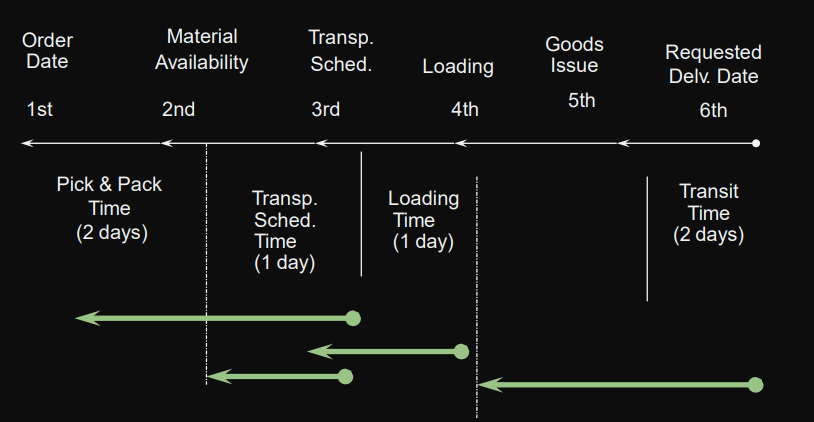 Order
Date
Material
Availability
Transp.
Sched.
Loading
Goods
Issue
Requested
Delv. Date
1st
2nd
3rd
4th
5th
6th
Pick & Pack
Time
(2 days)
Transp.
Sched.
Time
(1 day)
Loading
Time
(1 day)
Transit
Time
(2 days)